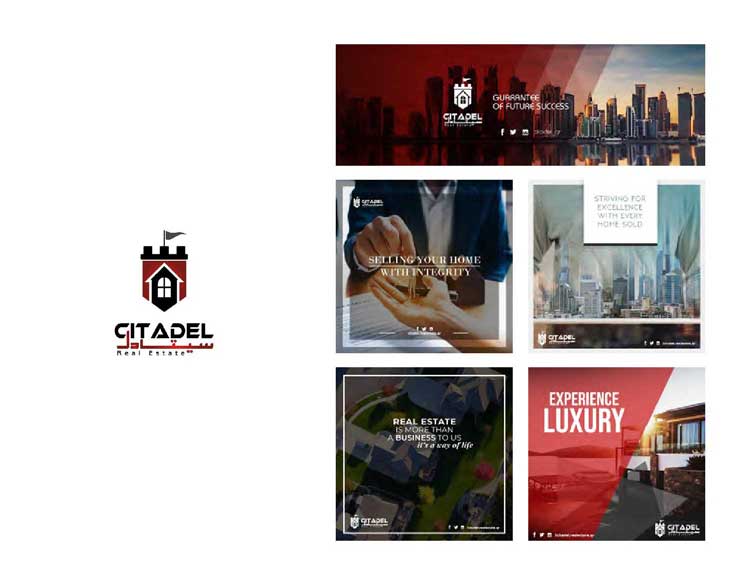 CITADEL
سيتادل
Real Estate
CITADEL
Real Estate
GUARANTEE
OF FUTURE SUCCESS
CITADEL
SELLING YOUR HOME
WITH INTEGRITY
STRIVING FOR
EXCELLENCE
WITH EVERY
HOME SOLD
CITADEL
REAL ESTATE
IS MORE THAN
A BUSINESS TO US
it's a way of life
CITADEL
EXPERIENCE
LUXURY
CITADEL